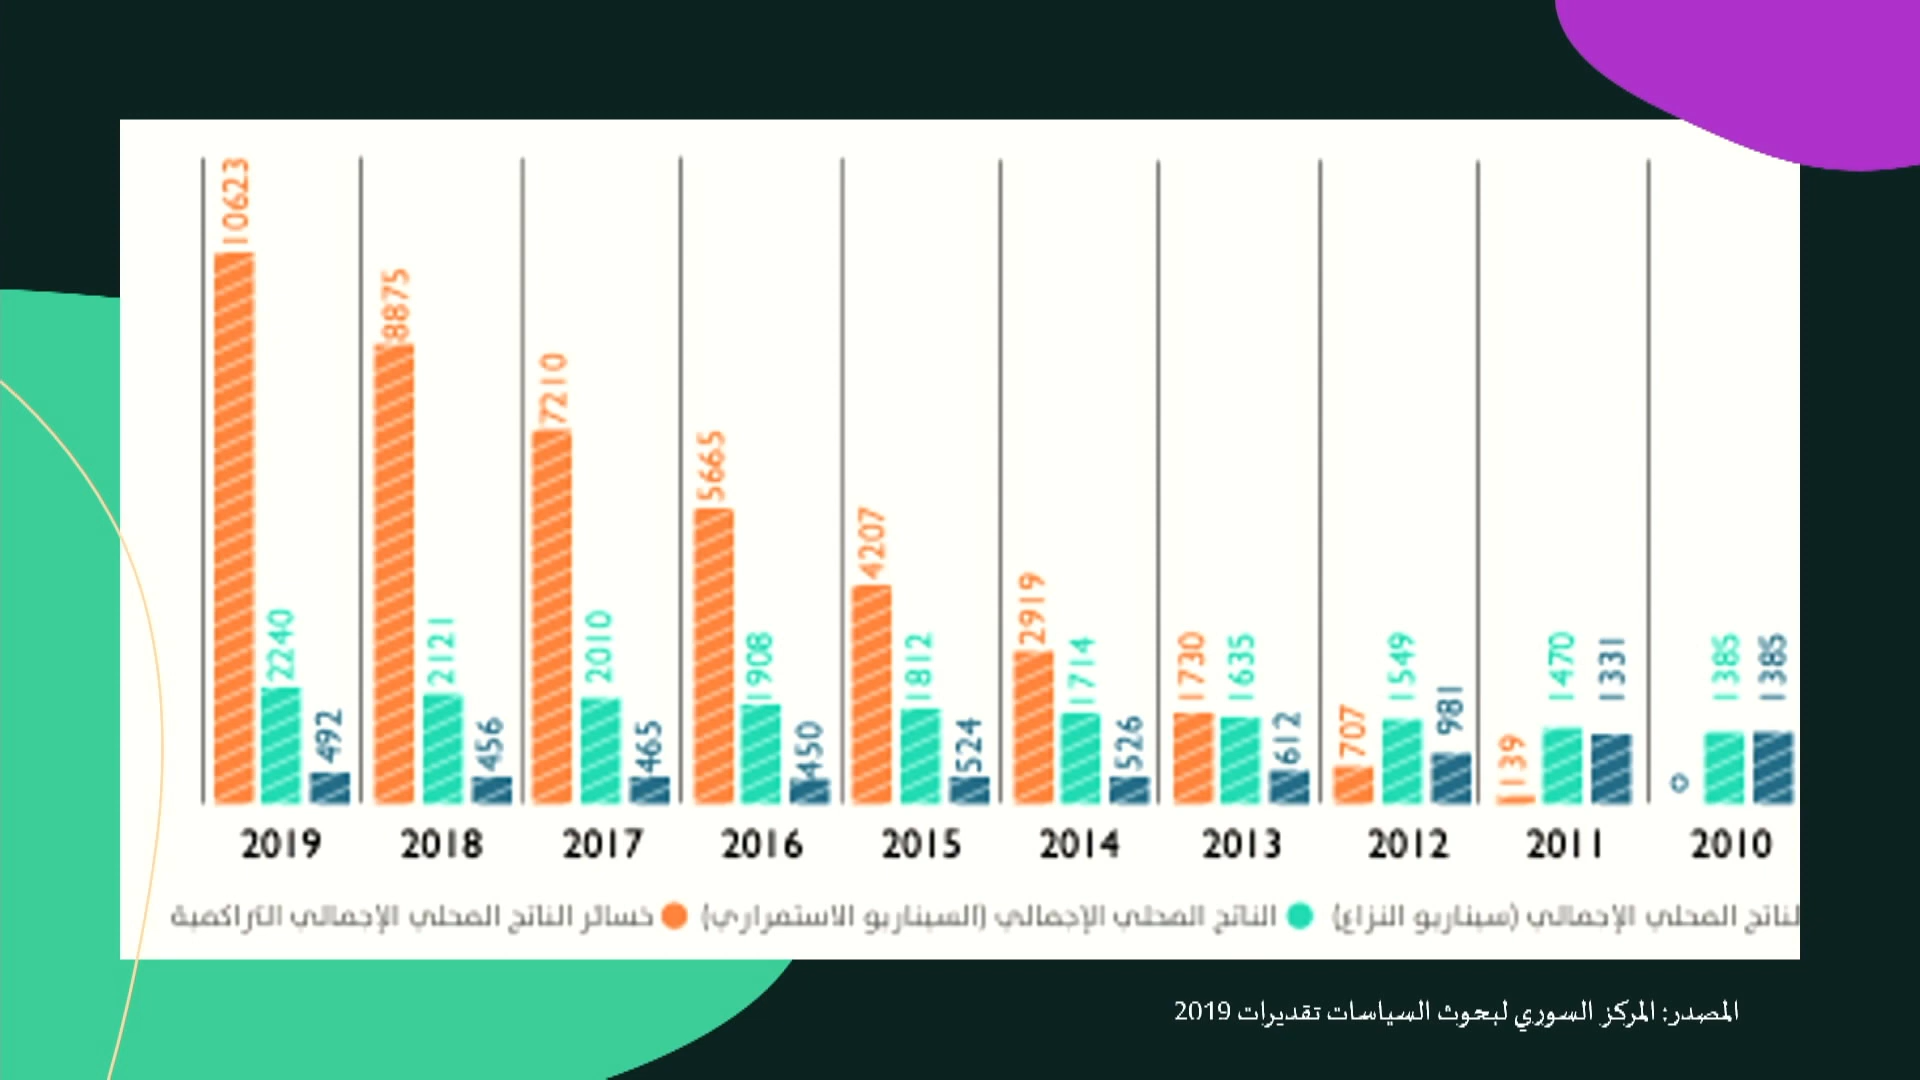 10623 8875 7210 5665 4207 2919 1730 707 139 0
2240 2121 2010 1908 1812 1714 1635 1549 1470 1385
492 456 465 450 524 526 612 981 1331 1385
2019 2018 2017 2016 2015 2014 2013 2012 2011 2010
لناتج المحلي الإجمالي (سيناريو النزاع) الناتج المحلي الإجمالي (السيناريو الاستمراري) خسائر الناتج المحلي الإجمالي التراكمية
المصدر: المركز السوري لبحوث السياسات تقديرات 2019